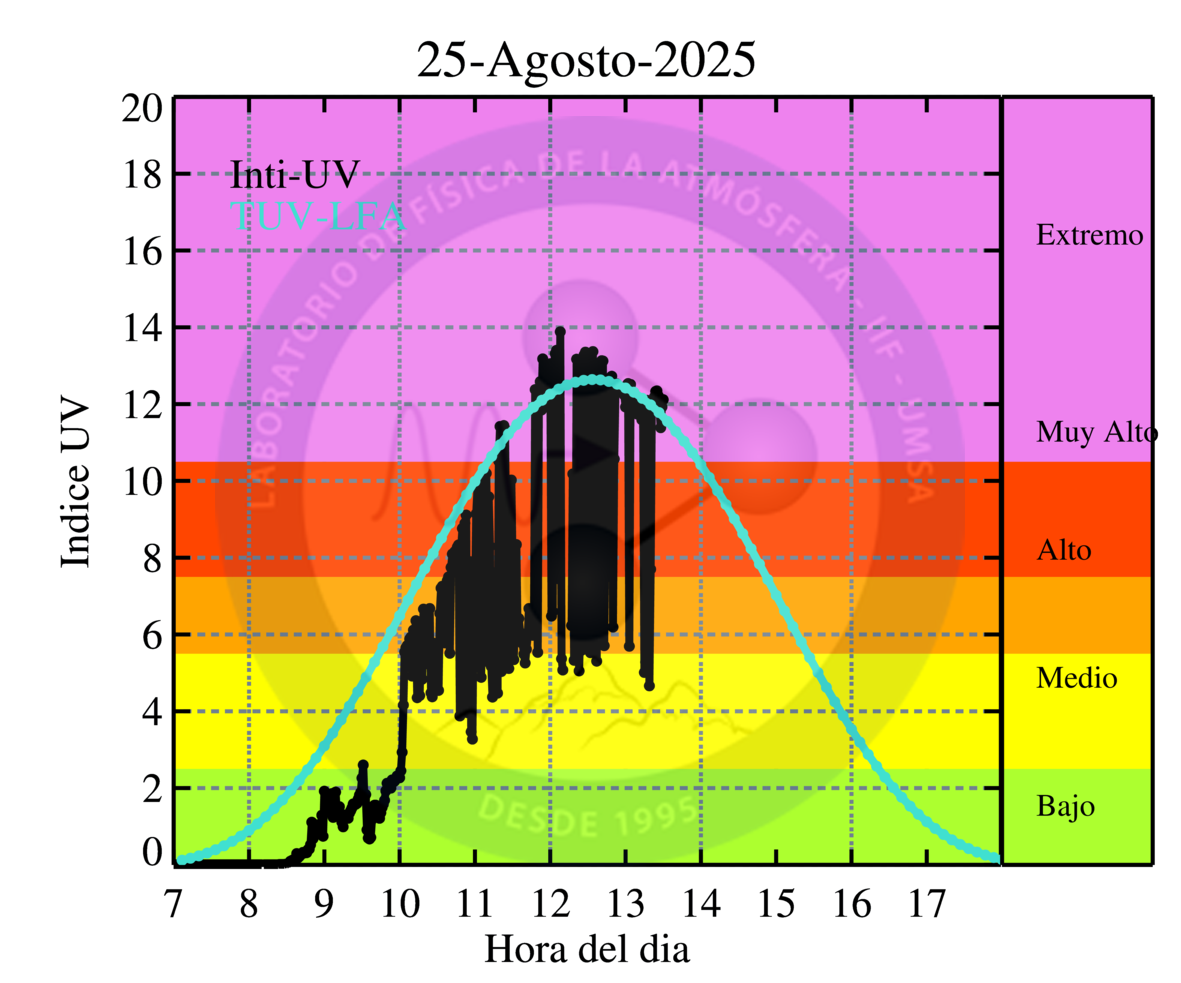 25-Agosto-2025
20
18
16
14
12
10
8
6
4
2
0
Indice UV
Inti-UV
TUV-LFA
LABORATORIO DE FÍSICA DE LA ATMÓSFERA - IIF - UMSA
DESDE 1995
Extremo
Muy Alto
Alto
Medio
Bajo
7 8 9 10 11 12 13 14 15 16 17
Hora del dia